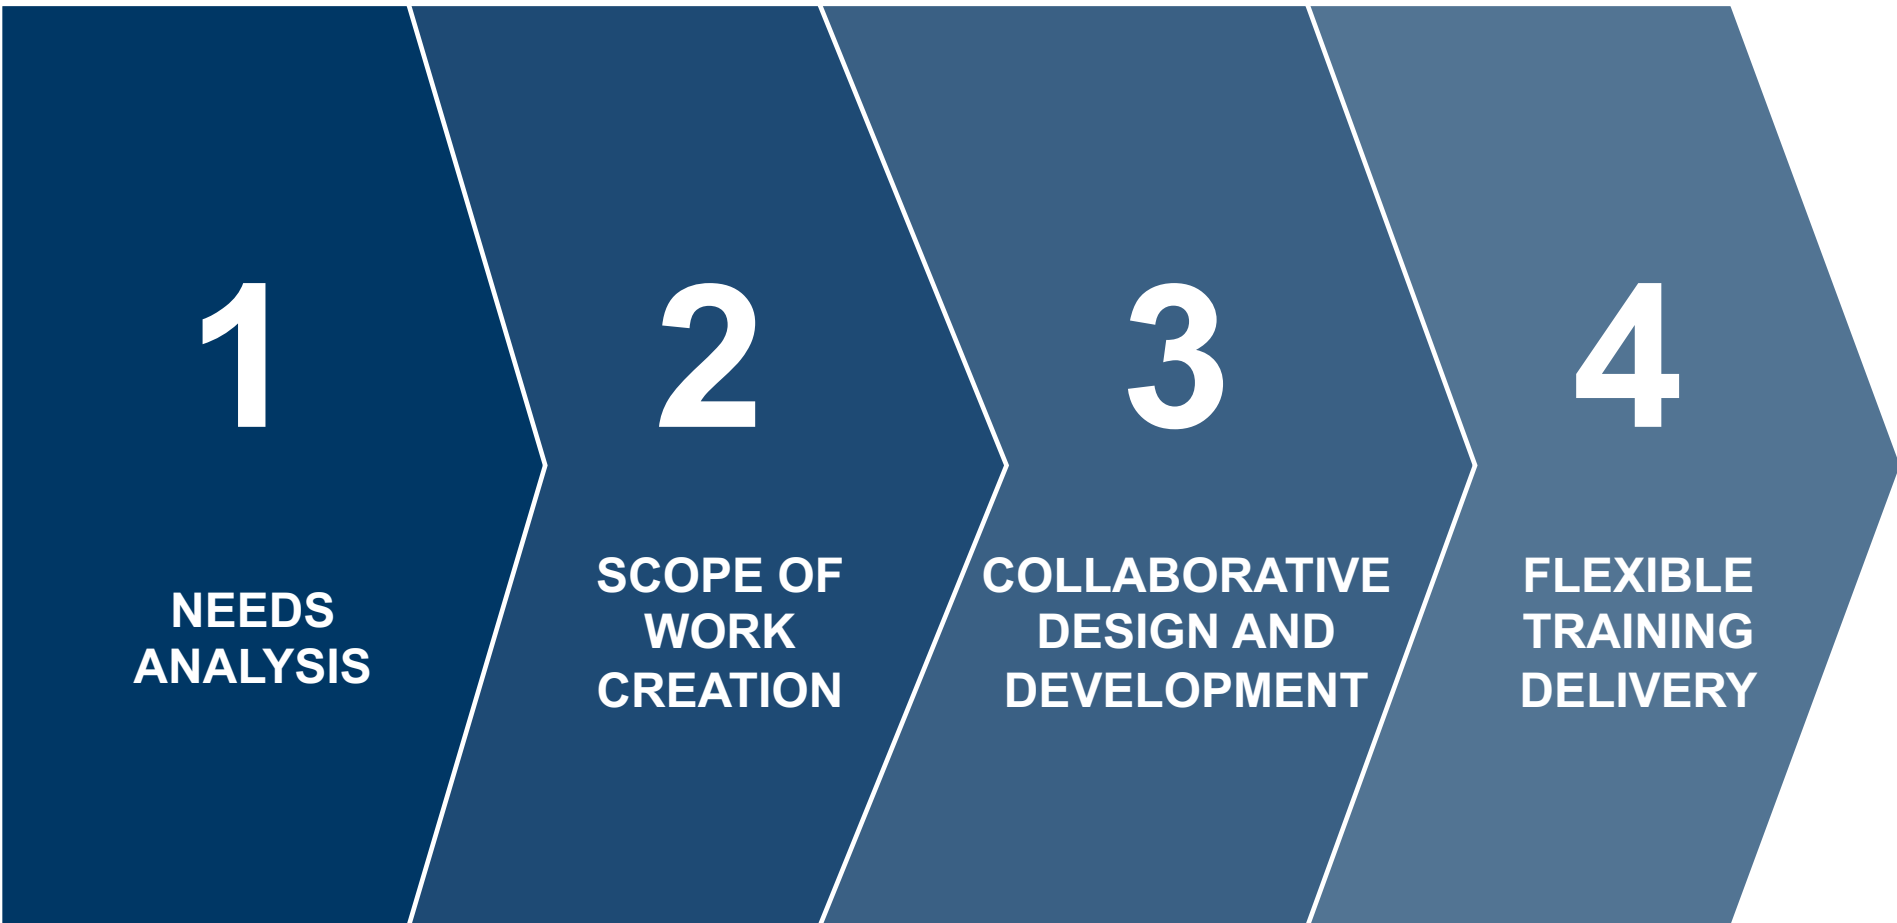 1
NEEDS
ANALYSIS
2
SCOPE OF
WORK
CREATION
3
COLLABORATIVE
DESIGN AND
DEVELOPMENT
4
FLEXIBLE
TRAINING
DELIVERY